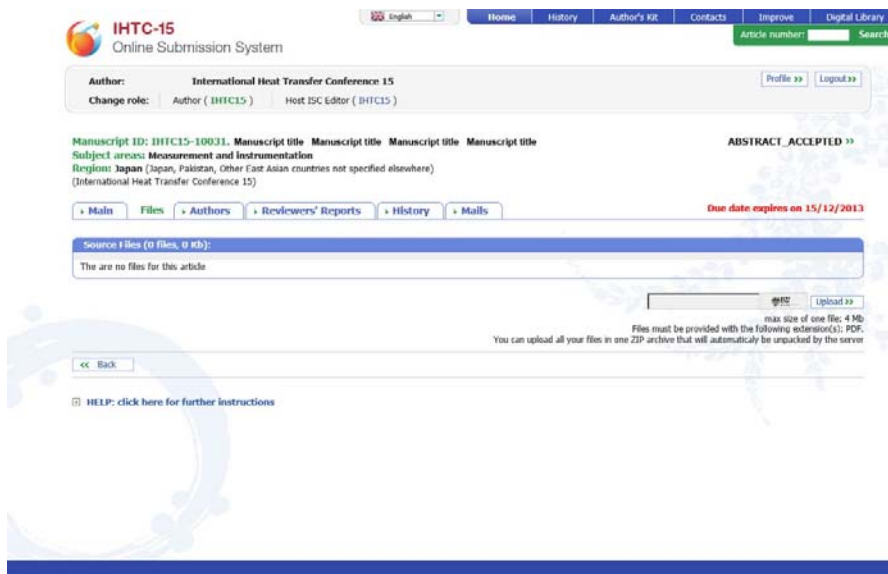 IHTC-15
Online Submission System
English
Home History Author's Kit Contacts Improve Digital Library
Article number: Search
Author: International Heat Transfer Conference 15
Profile >> Logout >>
Change role: Author ( IHTC15 ) Host ISC Editor ( IHTC15 )
Manuscript ID: IHTC15-10031. Manuscript title Manuscript title Manuscript title Manuscript title
ABSTRACT_ACCEPTED >>
Subject areas: Measurement and instrumentation
Region: Japan (Japan, Pakistan, Other East Asian countries not specified elsewhere)
(International Heat Transfer Conference 15)
Main Files Authors Reviewers' Reports History Mails
Due date expires on 15/12/2013
Source Files (0 files, 0 Kb):
The are no files for this article
参照... Upload >>
max size of one file: 4 Mb
Files must be provided with the following extension(s): PDF.
You can upload all your files in one ZIP archive that will automaticaly be unpacked by the server
<< Back
HELP: click here for further instructions